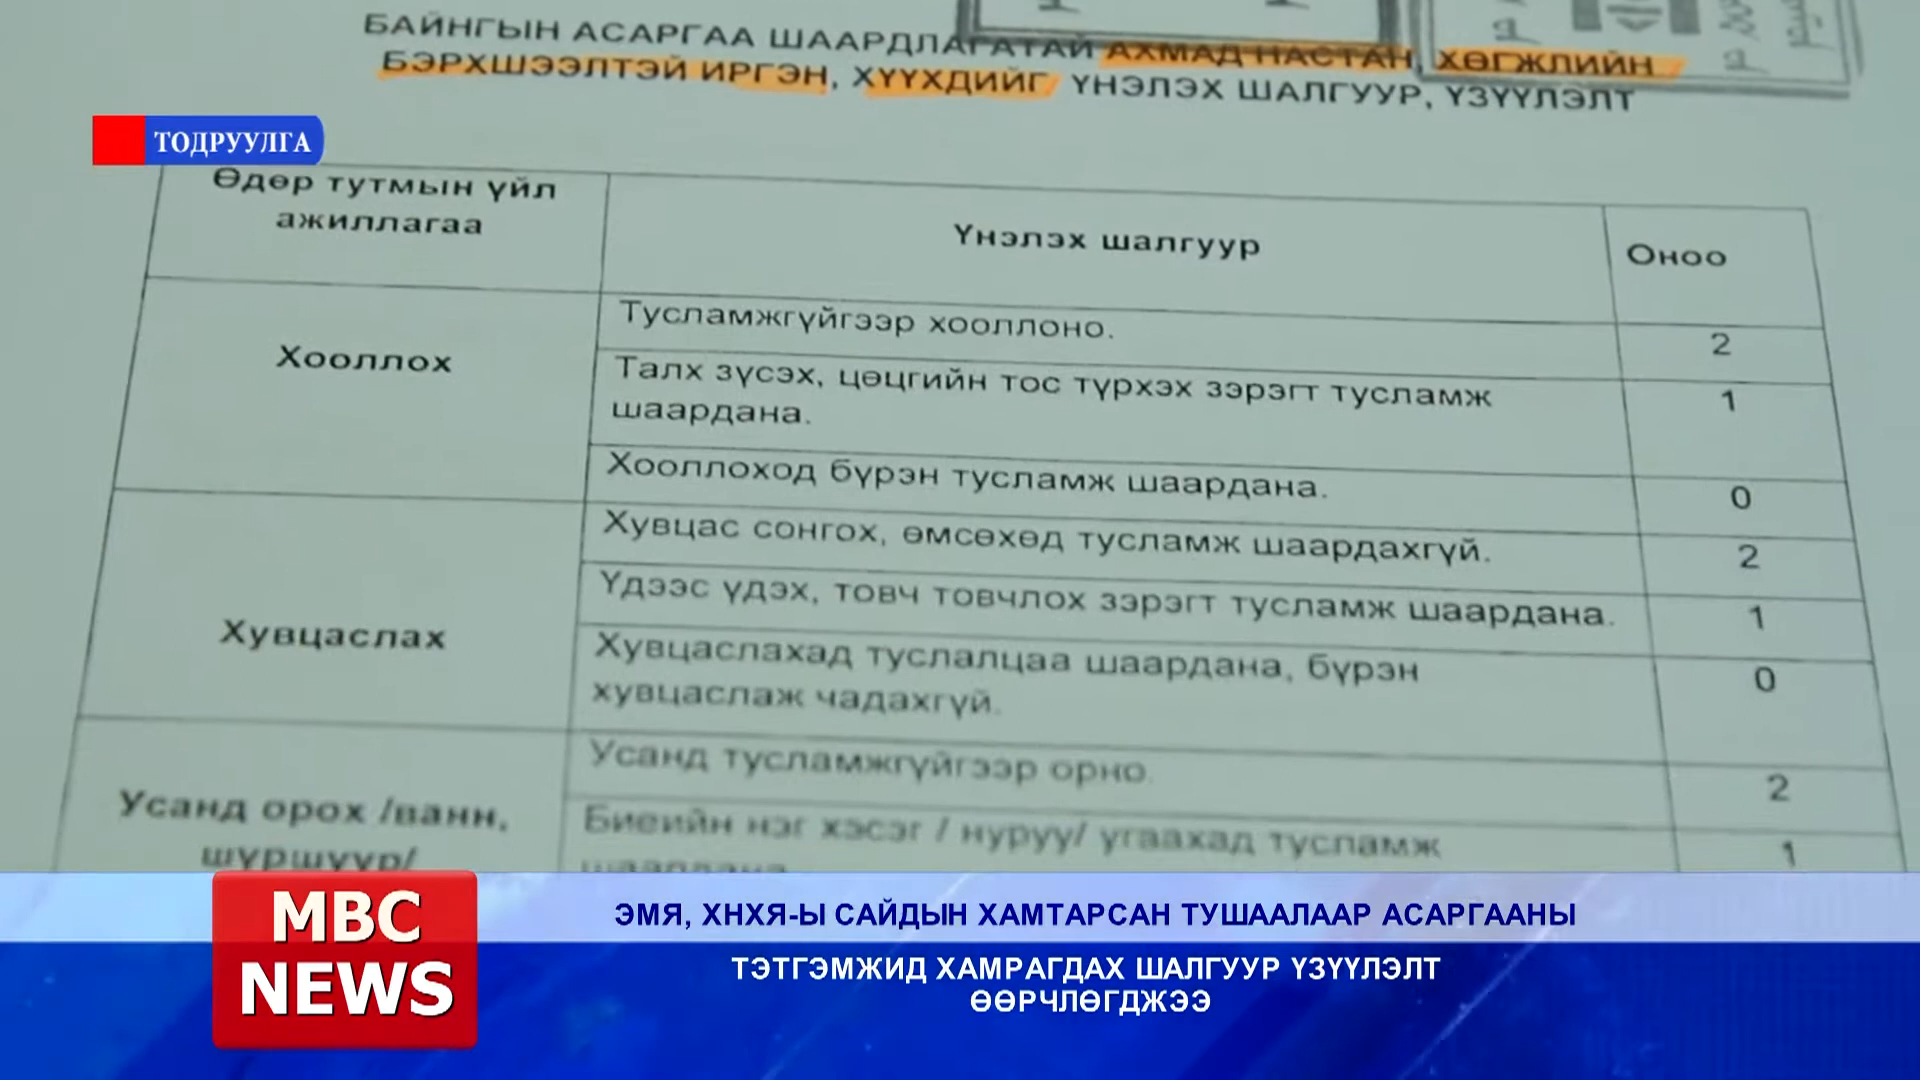 БАЙНГЫН АСАРГАА ШААРДЛАГАТАЙ АХМАД НАСТАН, ХӨГЖЛИЙН
БЭРХШЭЭЛТЭЙ ИРГЭН, ХҮҮХДИЙГ ҮНЭЛЭХ ШАЛГУУР, ҮЗҮҮЛЭЛТ
ТОДРУУЛГА
Өдөр тутмын үйл
ажиллагаа
Үнэлэх шалгуур
Оноо
Хооллох
Тусламжгүйгээр хооллоно.
2
Талх зүсэх, цөцгийн тос түрхэх зэрэгт тусламж
шаардана.
1
Хооллоход бүрэн тусламж шаардана.
0
Хувцаслах
Хувцас сонгох, өмсөхөд тусламж шаардахгүй.
2
Үдээс үдэх, товч товчлох зэрэгт тусламж шаардана.
1
Хувцаслахад туслалцаа шаардана, бүрэн
хувцаслаж чадахгүй.
0
Усанд орох /ванн,
шүршүүр/
Усанд тусламжгүйгээр орно.
2
Биеийн нэг хэсэг / нуруу/ угаахад тусламж
шаардана
1
MBC
NEWS
ЭМЯ, ХНХЯ-Ы САЙДЫН ХАМТАРСАН ТУШААЛААР АСАРГААНЫ
ТЭТГЭМЖИД ХАМРАГДАХ ШАЛГУУР ҮЗҮҮЛЭЛТ
ӨӨРЧЛӨГДЖЭЭ